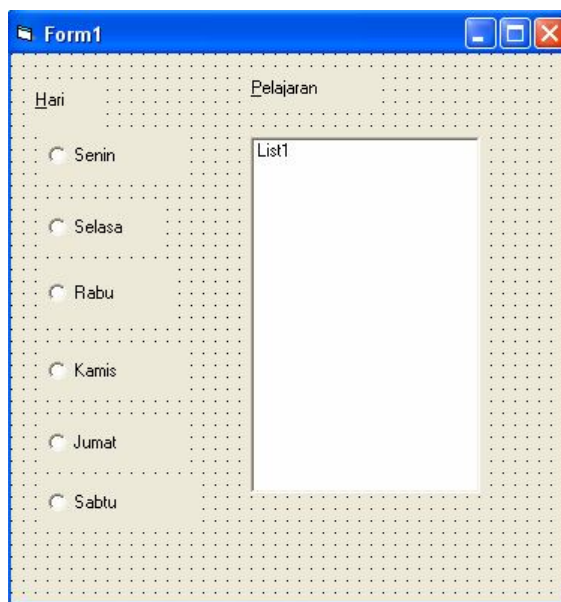 Form1
Hari
Pelajaran
Senin
List1
Selasa
Rabu
Kamis
Jumat
Sabtu